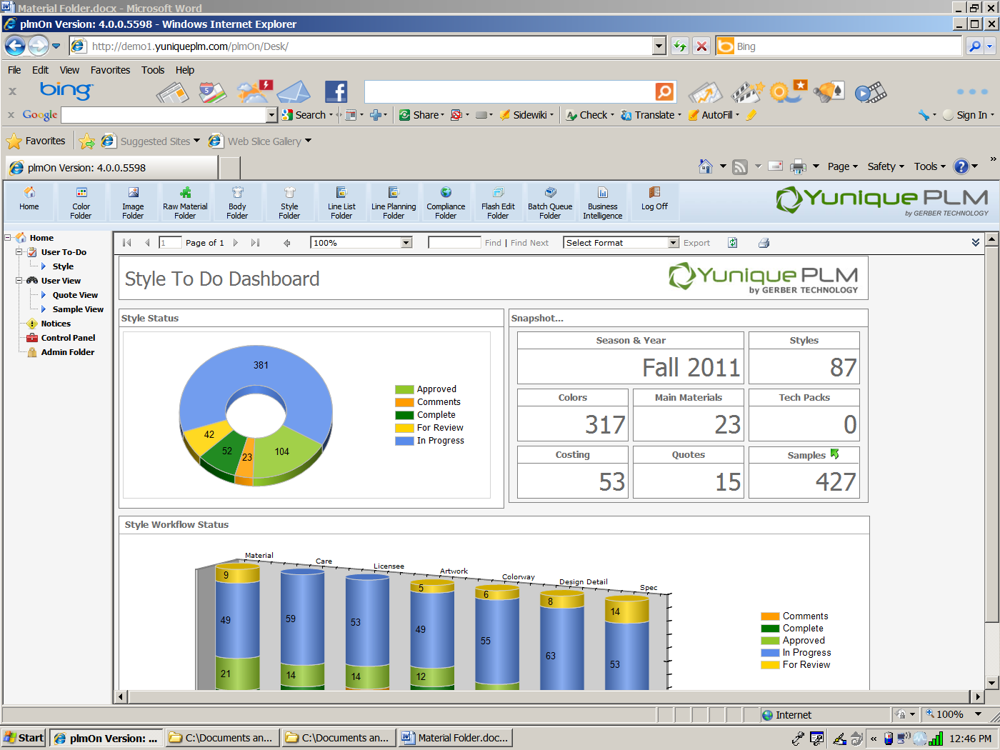 Material Folder.docx - Microsoft Word
plmOn Version: 4.0.0.5598 - Windows Internet Explorer
http://demo1.yuniqueplm.com/plmOn/Desk/
Bing
File Edit View Favorites Tools Help
x bing
x Google Search Share Sidewiki Check Translate AutoFill Sign In
Favorites Suggested Sites Web Slice Gallery
plmOn Version: 4.0.0.5598
Page Safety Tools
Home
Color Folder
Image Folder
Raw Material Folder
Body Folder
Style Folder
Line List Folder
Line Planning Folder
Compliance Folder
Flash Edit Folder
Batch Queue Folder
Business Intelligence
Log Off
Yunique PLM
by GERBER TECHNOLOGY
Home
User To-Do
Style
User View
Quote View
Sample View
Notices
Control Panel
Admin Folder
1 Page of 1 100% Find | Find Next Select Format Export
Style To Do Dashboard
Yunique PLM
by GERBER TECHNOLOGY
Style Status
381
42
52
23
104
Approved
Comments
Complete
For Review
In Progress
Snapshot...
Season & Year
Fall 2011
Styles
87
Colors
317
Main Materials
23
Tech Packs
0
Costing
53
Quotes
15
Samples
427
Style Workflow Status
Material Care Licensee Artwork Colorway Design Detail Spec
9 5 6 8 14
49 59 53 49 55 63 53
21 14 14 12
Comments
Complete
Approved
In Progress
For Review
Internet 100%
Start plmOn Version: ... C:\Documents an... C:\Documents an... Material Folder.doc... « 12:46 PM